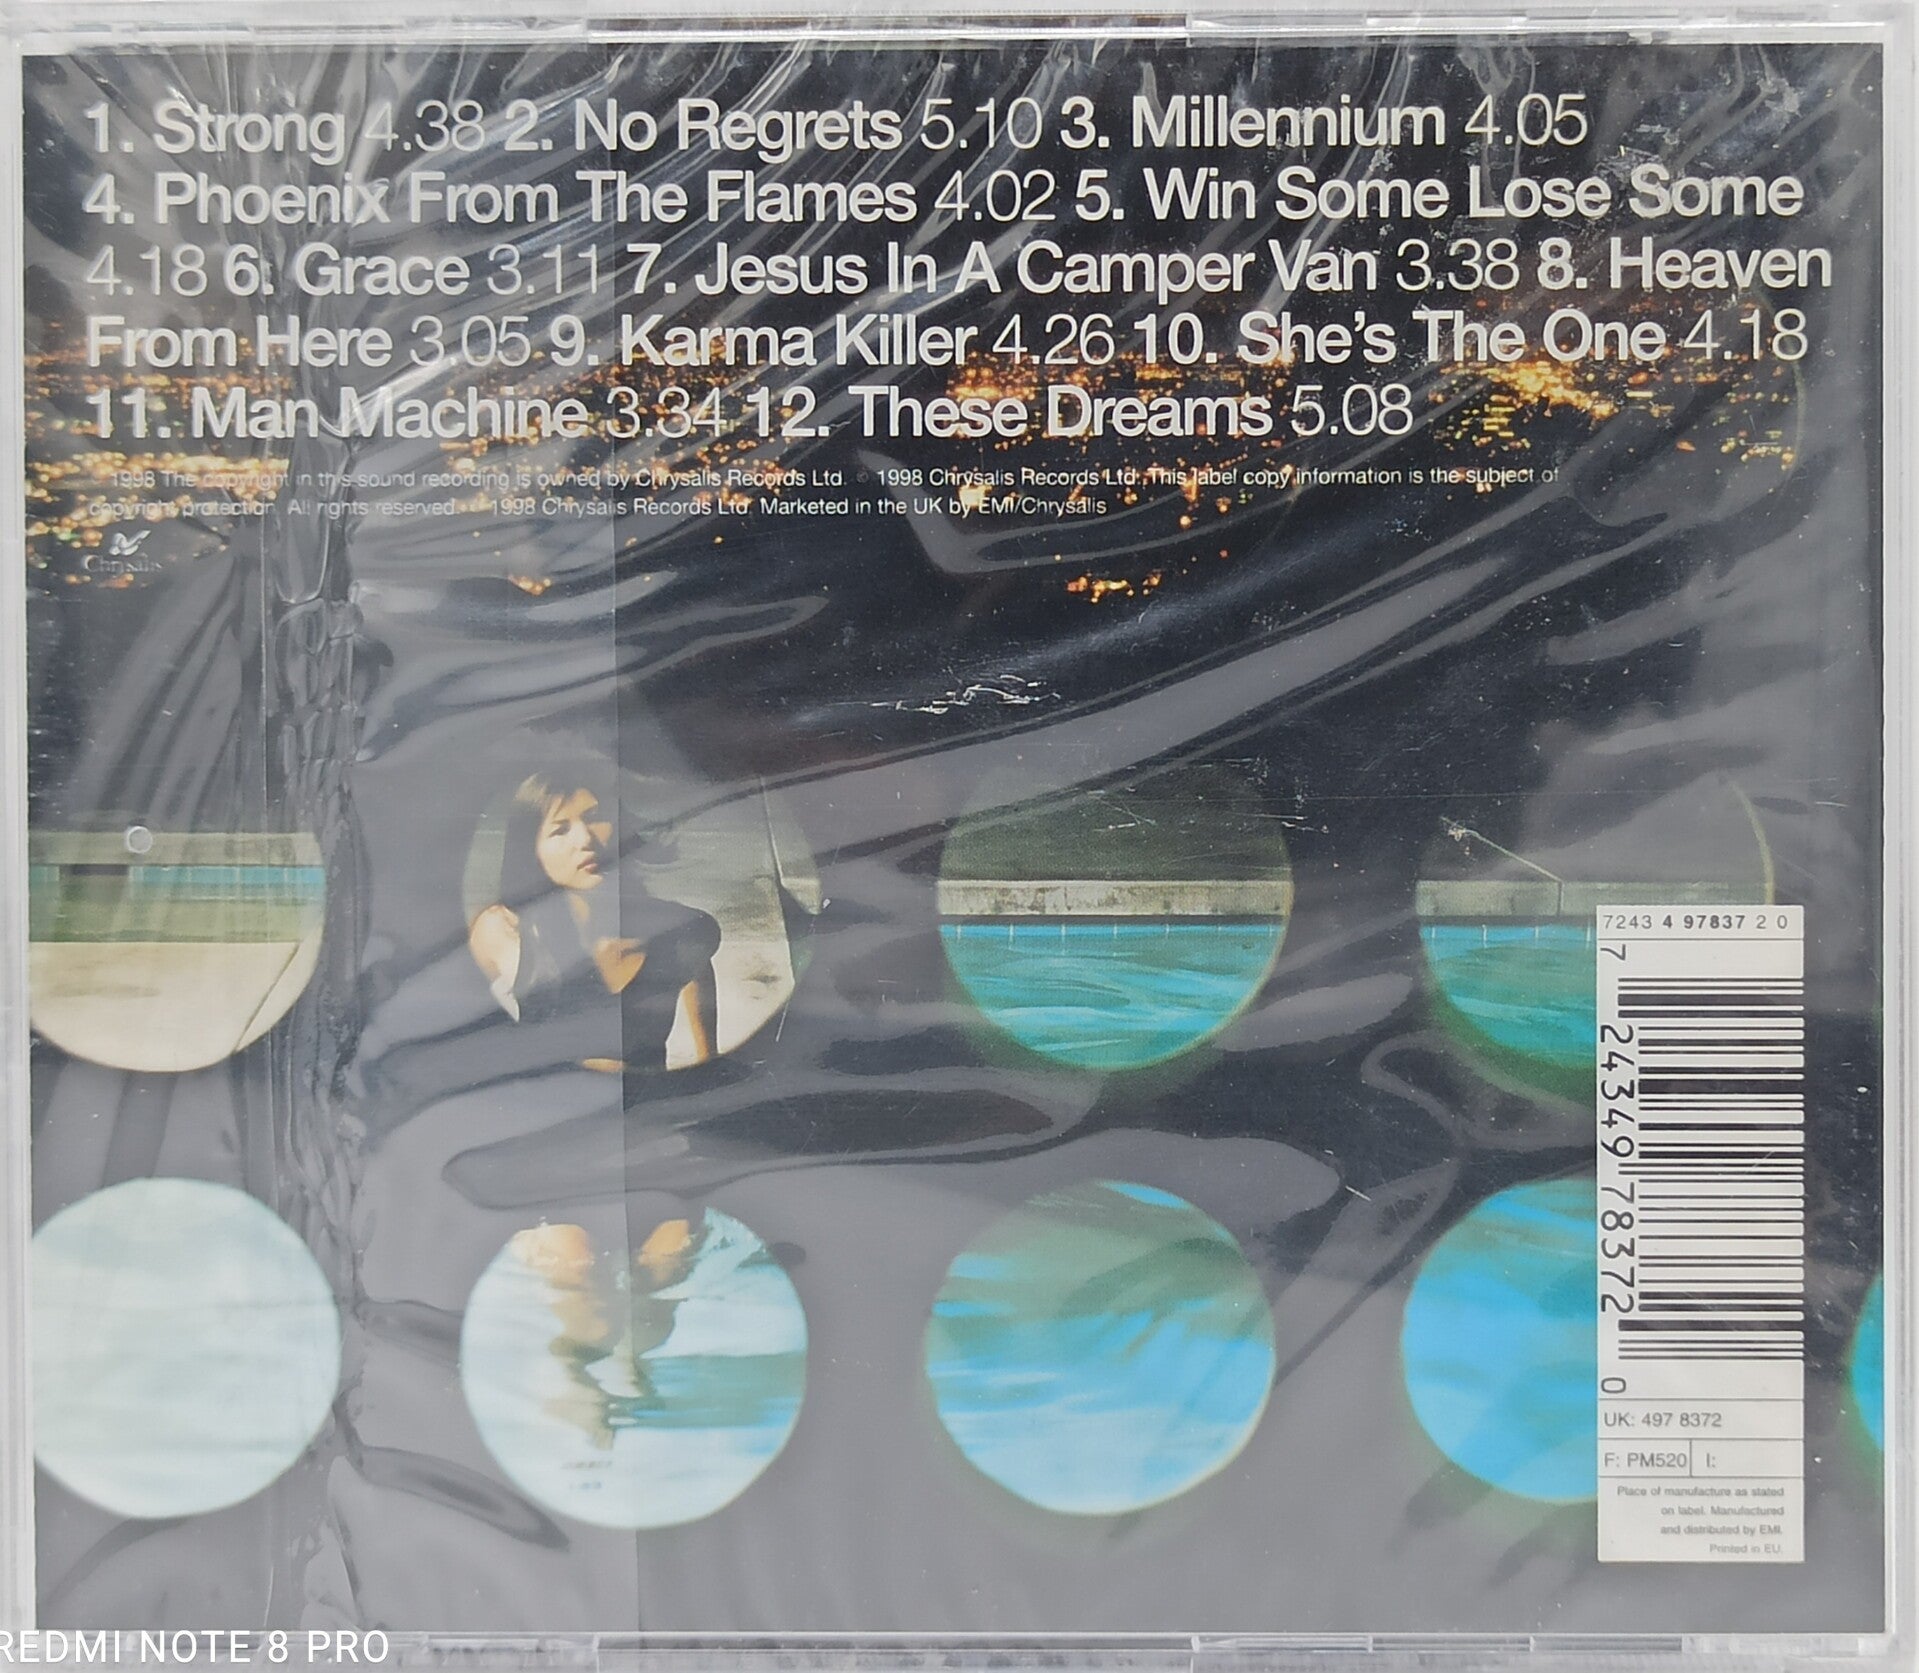 1. Strong 4.38 2. No Regrets 5.10 3. Millennium 4.05
4. Phoenix From The Flames 4.02 5. Win Some Lose Some
4.18 6. Grace 3.11 7. Jesus In A Camper Van 3.38 8. Heaven
From Here 3.05 9. Karma Killer 4.26 10. She's The One 4.18
11. Man Machine 3.34 12. These Dreams 5.08
1998 The copyright in this sound recording is owned by Chrysalis Records Ltd. © 1998 Chrysalis Records Ltd. This label copy information is the subject of
copyright protection. All rights reserved. 1998 Chrysalis Records Ltd. Marketed in the UK by EMI/Chrysalis
Chrysalis
7243 4 97837 2 0
7 24349 78372 0
UK: 497 8372
F: PM520 I:
Place of manufacture as stated
on label. Manufactured
and distributed by EMI.
Printed in EU.
REDMI NOTE 8 PRO